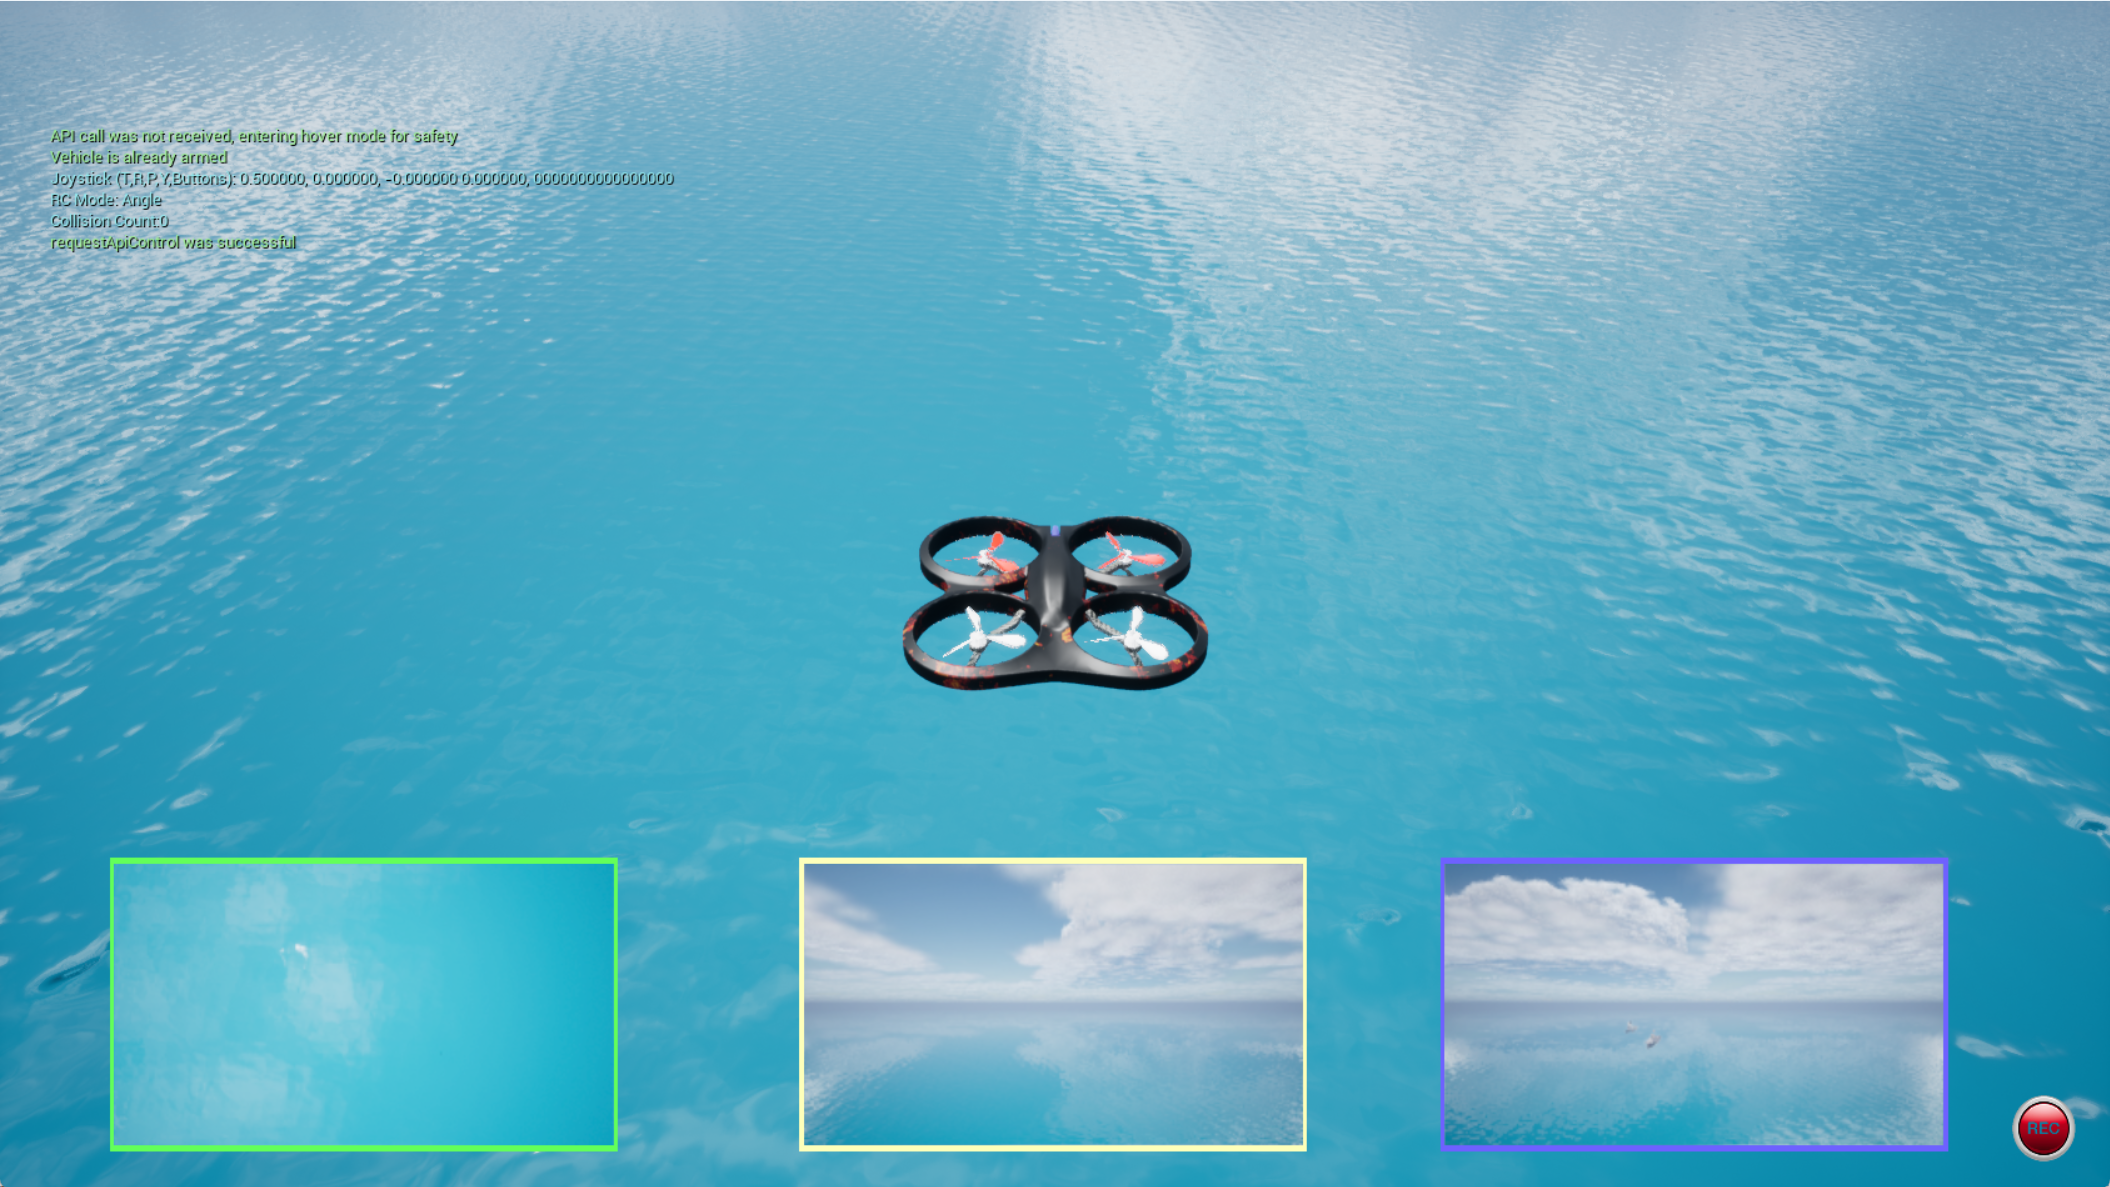 API call was not received, entering hover mode for safety
Vehicle is already armed
Joystick (T,R,P,Y,Buttons): 0.500000, 0.000000, -0.000000 0.000000, 0000000000000000
RC Mode: Angle
Collision Count:0
requestApiControl was successful
REC